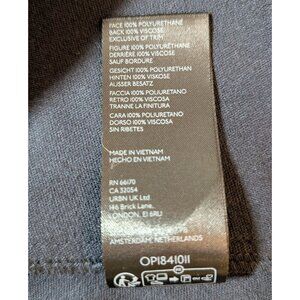 FACE 100% POLYURETHANE
BACK 100% VISCOSE
EXCLUSIVE OF TRIM
FIGURE 100% POLYURETHANE
DERRIÈRE 100% VISCOSE
SAUF BORDURE
GESICHT 100% POLYURETHAN
HINTEN 100% VISKOSE
AUSSER BESATZ
FACCIA 100% POLIURETANO
RETRO 100% VISCOSA
TRANNE LA FINITURA
CARA 100% POLIURETANO
DORSO 100% VISCOSA
SIN RIBETES
MADE IN VIETNAM
HECHO EN VIETNAM
RN 66170
CA 32054
URBN UK Ltd
146 Brick Lane,
LONDON, E1 6RU
AMSTERDAM, NETHERLANDS
OP1841011